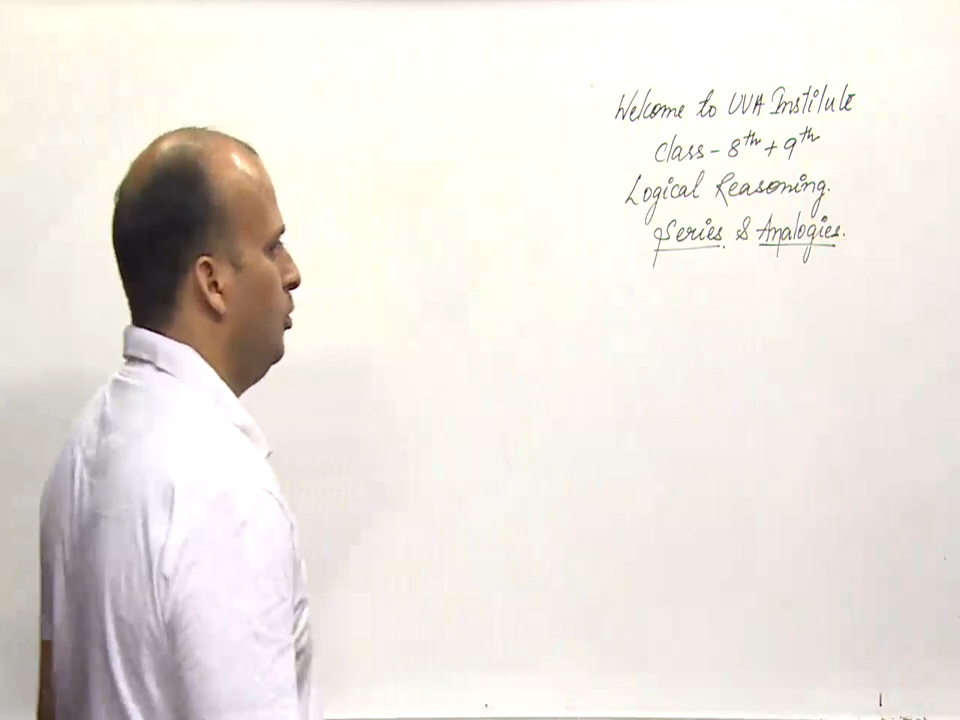 Welcome to UVA Institute
Class - 8th + 9th
Logical Reasoning.
Series & Analogies.